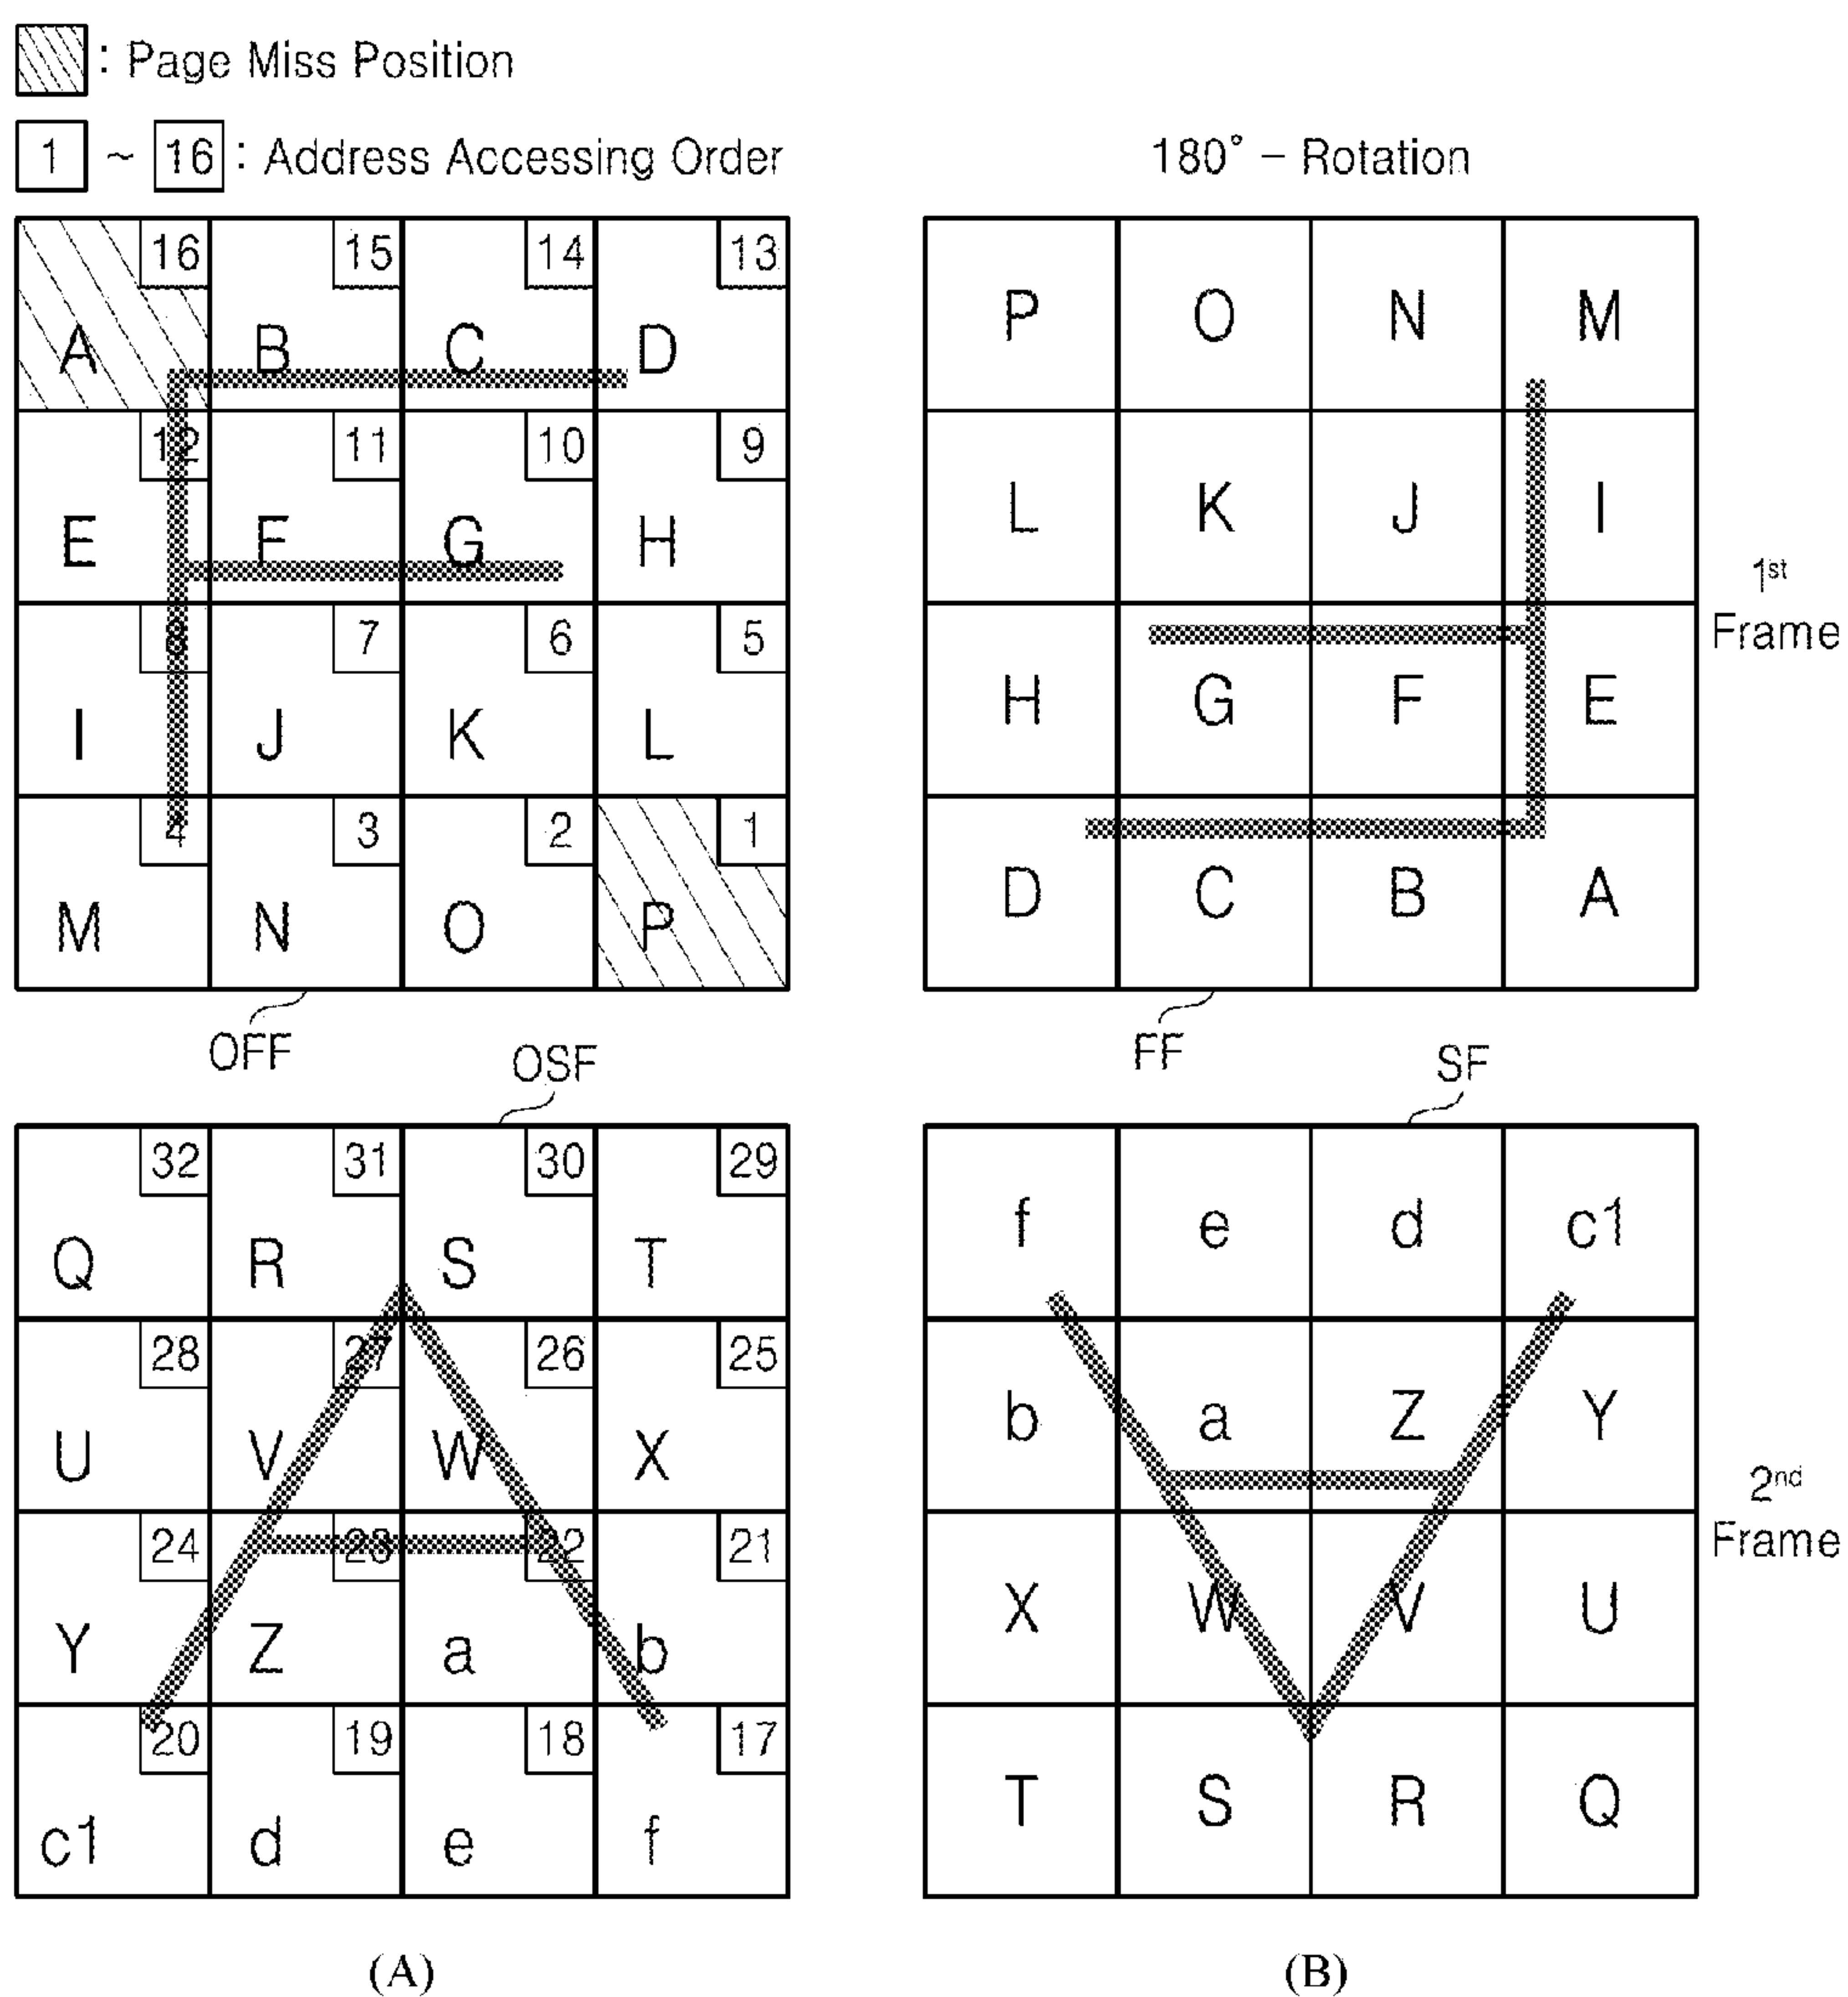 : Page Miss Position
1 ~ 16 : Address Accessing Order
180° – Rotation
16 15 14 13
A B C D
12 11 10 9
E F G H
8 7 6 5
I J K L
4 3 2 1
M N O P
OFF
P O N M
L K J I
H G F E
D C B A
1st
Frame
FF
OSF
SF
32 31 30 29
Q R S T
28 27 26 25
U V W X
24 23 22 21
Y Z a b
20 19 18 17
c1 d e f
f e d c1
b a Z Y
X W V U
T S R Q
2nd
Frame
(A)
(B)